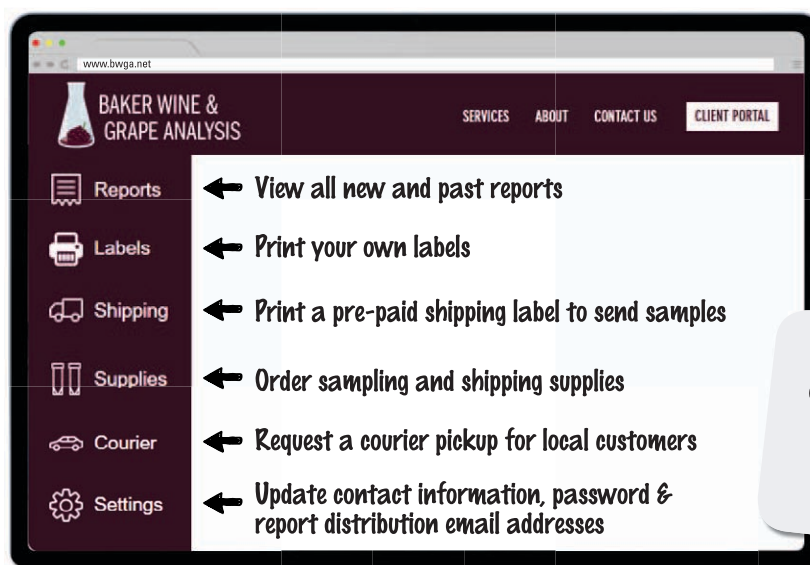 www.bwga.net
BAKER WINE &
GRAPE ANALYSIS
SERVICES ABOUT CONTACT US CLIENT PORTAL
Reports View all new and past reports
Labels Print your own labels
Shipping Print a pre-paid shipping label to send samples
Supplies Order sampling and shipping supplies
Courier Request a courier pickup for local customers
Settings Update contact information, password &
report distribution email addresses